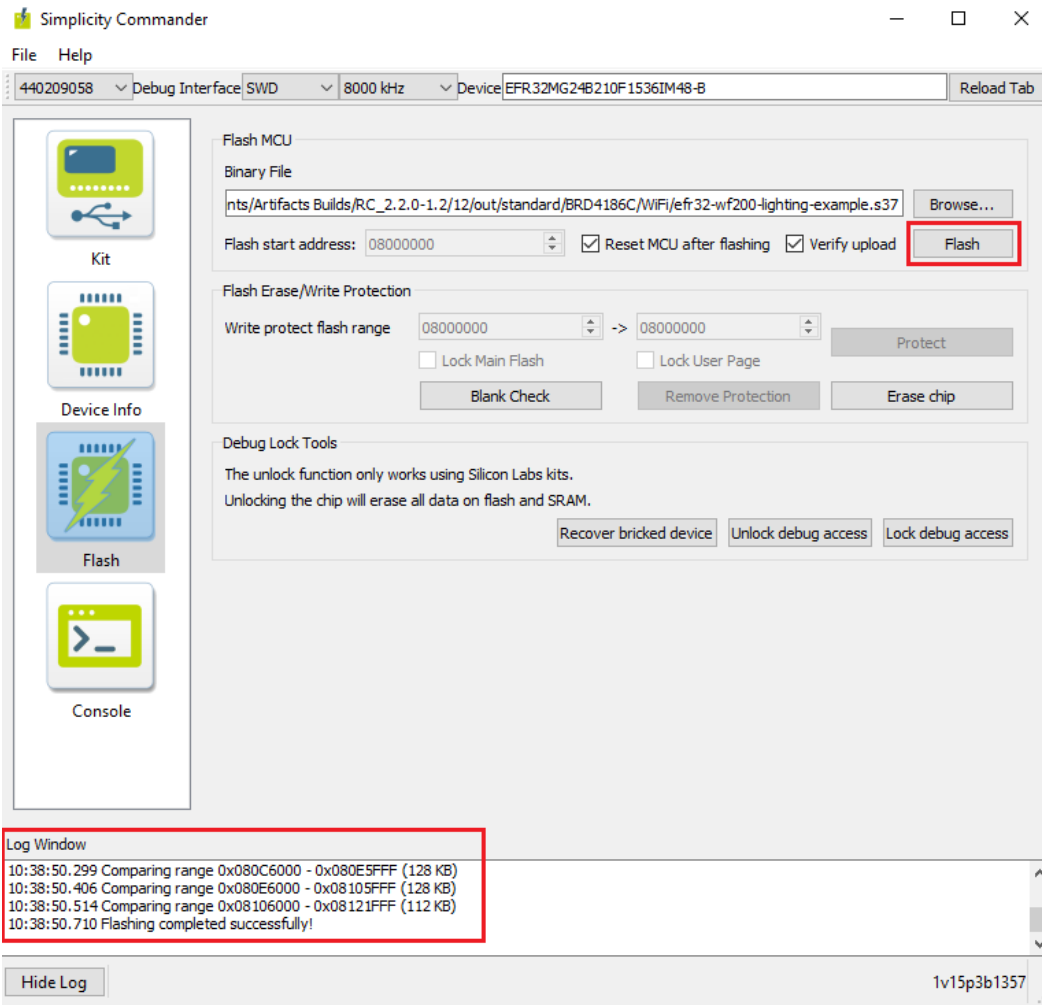 Simplicity Commander
File Help
440209058 Debug Interface SWD 8000 kHz Device EFR32MG24B210F1536IM48-B Reload Tab
Kit
Device Info
Flash
Console
Flash MCU
Binary File
nts/Artifacts Builds/RC_2.2.0-1.2/12/out/standard/BRD4186C/WiFi/efr32-wf200-lighting-example.s37 Browse...
Flash start address: 08000000 Reset MCU after flashing Verify upload Flash
Flash Erase/Write Protection
Write protect flash range 08000000 -> 08000000 Protect
Lock Main Flash Lock User Page
Blank Check Remove Protection Erase chip
Debug Lock Tools
The unlock function only works using Silicon Labs kits.
Unlocking the chip will erase all data on flash and SRAM.
Recover bricked device Unlock debug access Lock debug access
Log Window
10:38:50.299 Comparing range 0x080C6000 - 0x080E5FFF (128 KB)
10:38:50.406 Comparing range 0x080E6000 - 0x08105FFF (128 KB)
10:38:50.514 Comparing range 0x08106000 - 0x08121FFF (112 KB)
10:38:50.710 Flashing completed successfully!
Hide Log 1v15p3b1357